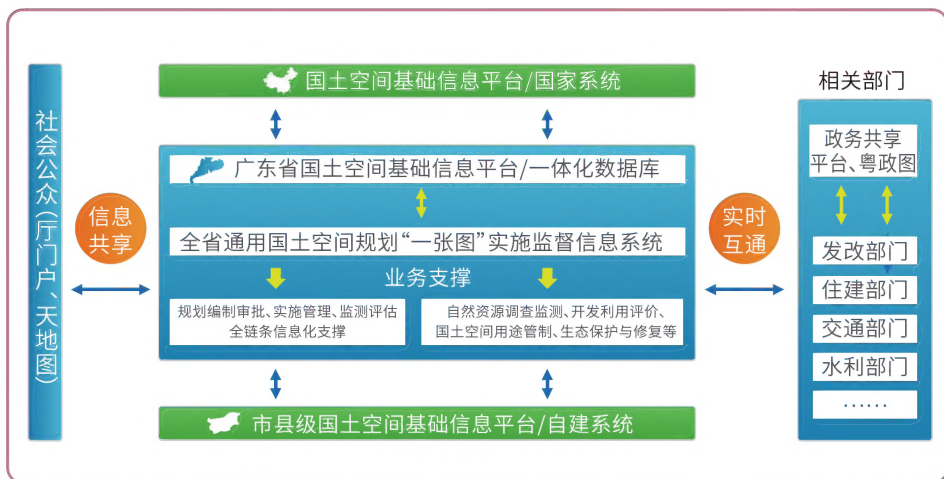 社会公众(厅门户、天地图)
信息
共享
国土空间基础信息平台/国家系统
广东省国土空间基础信息平台/一体化数据库
全省通用国土空间规划“一张图”实施监督信息系统
业务支撑
规划编制审批、实施管理、监测评估
全链条信息化支撑
自然资源调查监测、开发利用评价、
国土空间用途管制、生态保护与修复等
市县级国土空间基础信息平台/自建系统
实时
互通
相关部门
政务共享
平台、粤政图
发改部门
住建部门
交通部门
水利部门
……